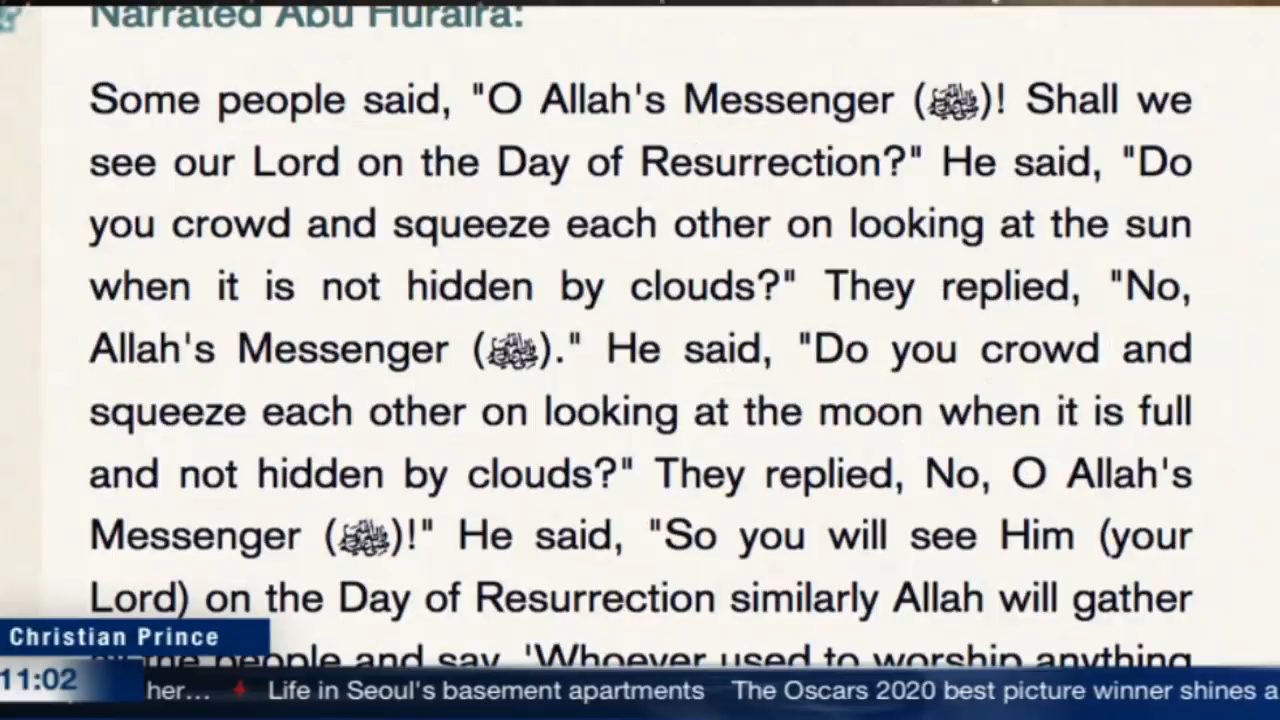 Narrated Abu Huraira:
Some people said, "O Allah's Messenger (ﷺ)! Shall we
see our Lord on the Day of Resurrection?" He said, "Do
you crowd and squeeze each other on looking at the sun
when it is not hidden by clouds?" They replied, "No,
Allah's Messenger (ﷺ)." He said, "Do you crowd and
squeeze each other on looking at the moon when it is full
and not hidden by clouds?" They replied, No, O Allah's
Messenger (ﷺ)!" He said, "So you will see Him (your
Lord) on the Day of Resurrection similarly Allah will gather
people and say, 'Whoever used to worship anything
Christian Prince
11:02
her... Life in Seoul's basement apartments The Oscars 2020 best picture winner shines a